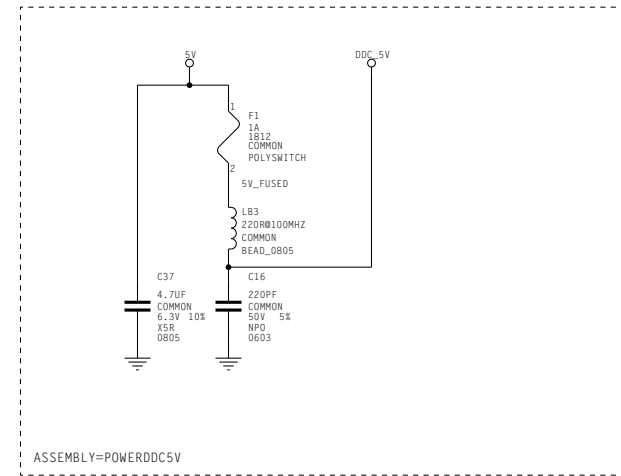 5V
DDC_5V
1
F1
1A
1812
COMMON
POLYSWITCH
2
5V_FUSED
LB3
220R@100MHZ
COMMON
BEAD_0805
C37
4.7UF
COMMON
6.3V 10%
X5R
0805
C16
220PF
COMMON
50V 5%
NPO
0603
ASSEMBLY=POWERDDC5V